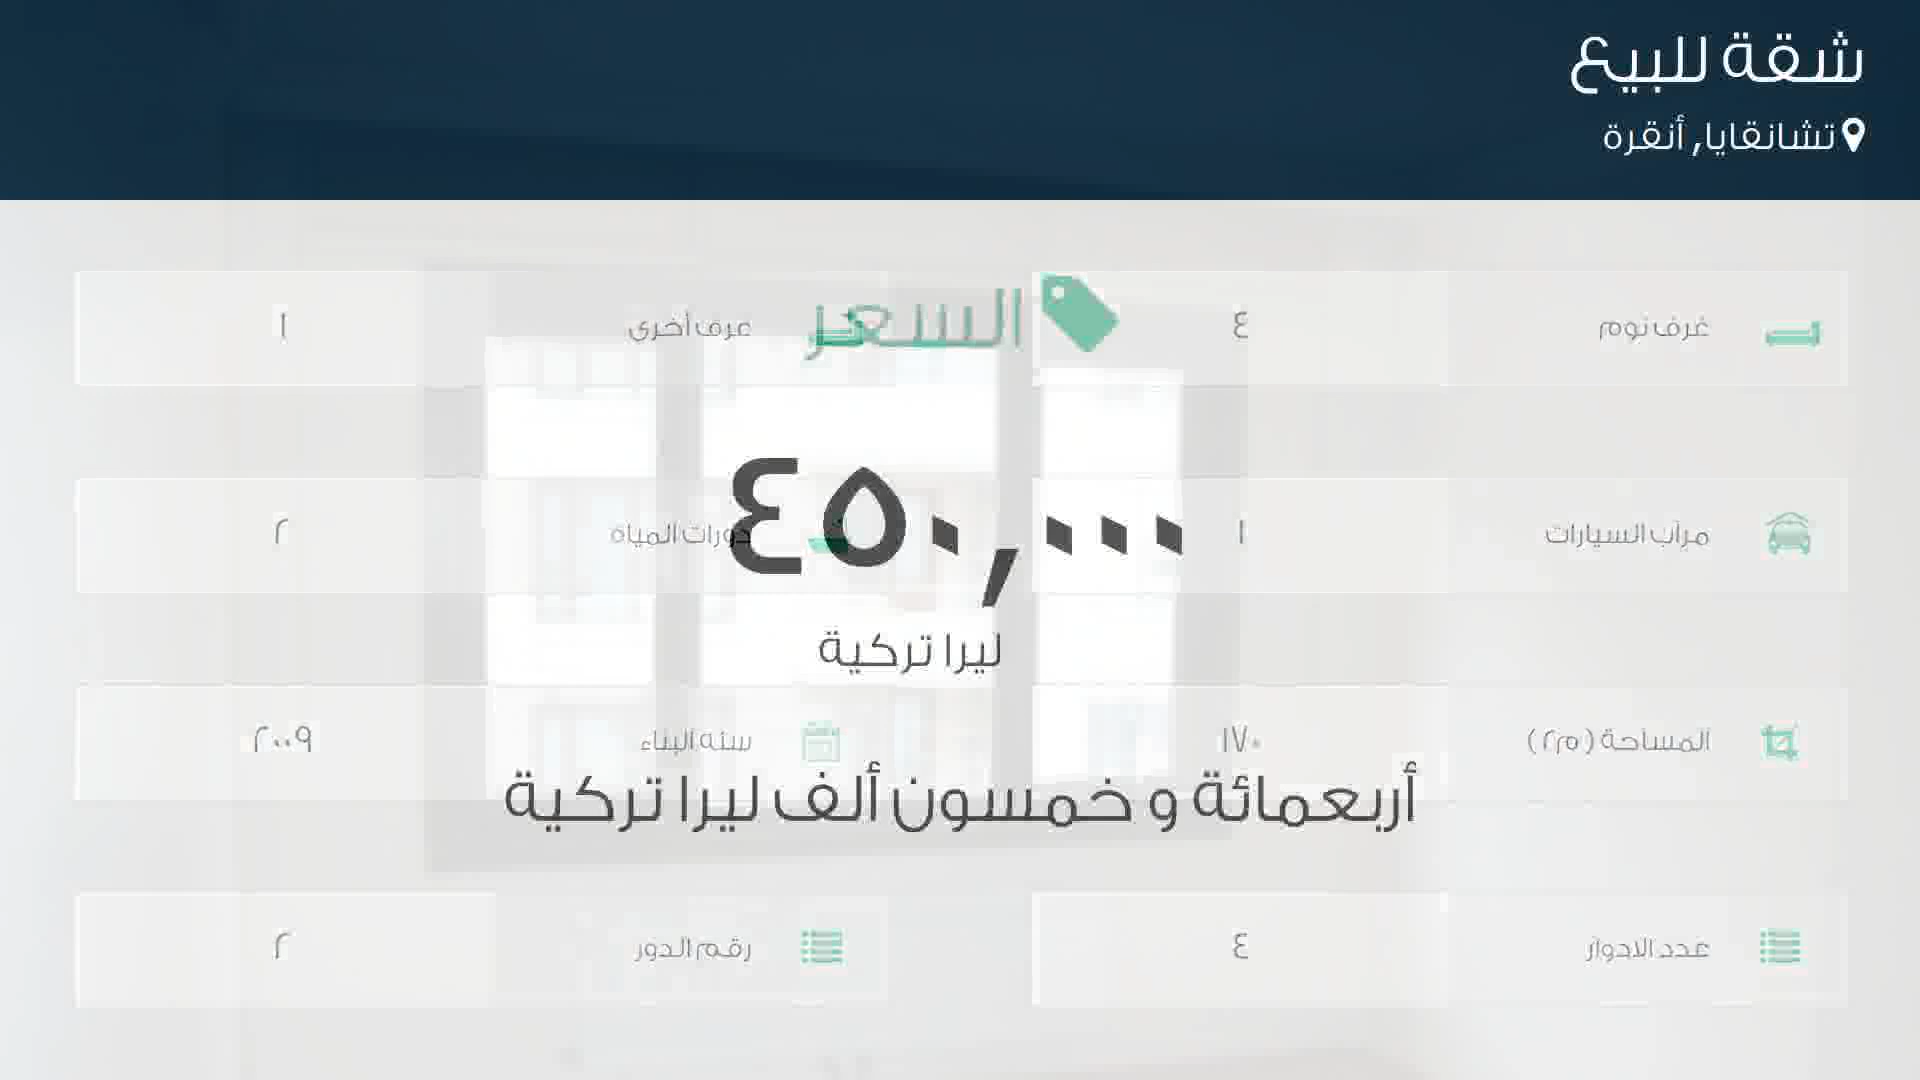 شقة للبيع
تشانقايا, أنقرة
السعر
٤٥٠,٠٠٠
ليرا تركية
أربعمائة و خمسون ألف ليرا تركية
غرف نوم
٤
غرف أخرى
١
مرآب السيارات
١
دورات المياة
٢
المساحة (م٢)
١٧٠
سنة البناء
٢٠٠٩
عدد الادوار
٤
رقم الدور
٢